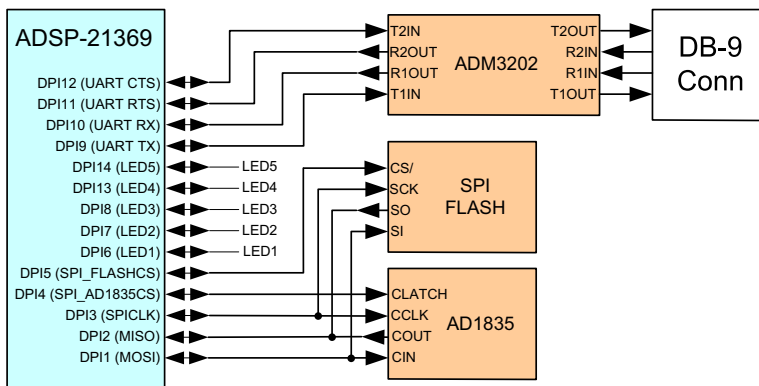 ADSP-21369
DPI12 (UART CTS)
DPI11 (UART RTS)
DPI10 (UART RX)
DPI9 (UART TX)
DPI14 (LED5)
DPI13 (LED4)
DPI8 (LED3)
DPI7 (LED2)
DPI6 (LED1)
DPI5 (SPI_FLASHCS)
DPI4 (SPI_AD1835CS)
DPI3 (SPICLK)
DPI2 (MISO)
DPI1 (MOSI)
LED5
LED4
LED3
LED2
LED1
T2IN
R2OUT
R1OUT
T1IN
ADM3202
T2OUT
R2IN
R1IN
T1OUT
DB-9
Conn
CS/
SCK
SO
SI
SPI
FLASH
CLATCH
CCLK
COUT
CIN
AD1835